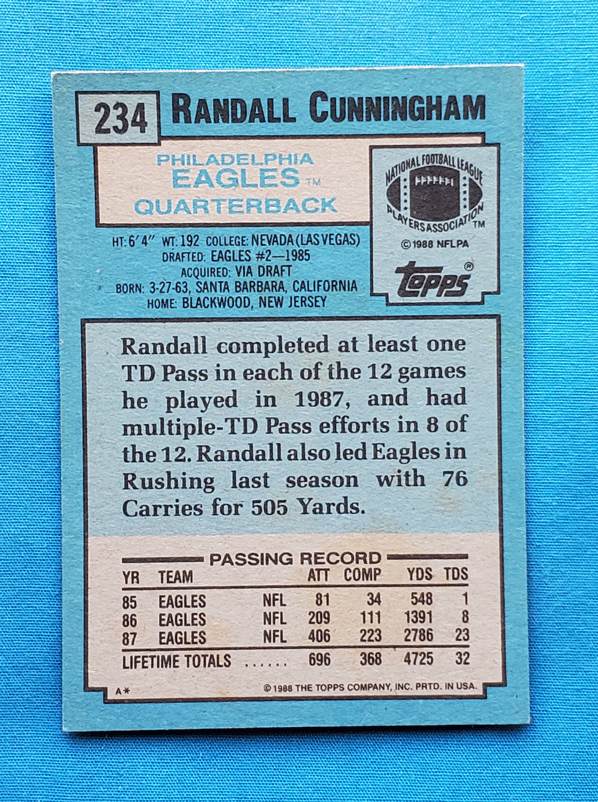 234 RANDALL CUNNINGHAM
PHILADELPHIA
EAGLES TM
QUARTERBACK
NATIONAL FOOTBALL LEAGUE
PLAYERS ASSOCIATION TM
© 1988 NFLPA
TOPPS®
HT: 6'4" WT: 192 COLLEGE: NEVADA (LAS VEGAS)
DRAFTED: EAGLES #2—1985
ACQUIRED: VIA DRAFT
BORN: 3-27-63, SANTA BARBARA, CALIFORNIA
HOME: BLACKWOOD, NEW JERSEY
Randall completed at least one
TD Pass in each of the 12 games
he played in 1987, and had
multiple-TD Pass efforts in 8 of
the 12. Randall also led Eagles in
Rushing last season with 76
Carries for 505 Yards.
PASSING RECORD
YR TEAM ATT COMP YDS TDS
85 EAGLES NFL 81 34 548 1
86 EAGLES NFL 209 111 1391 8
87 EAGLES NFL 406 223 2786 23
LIFETIME TOTALS ...... 696 368 4725 32
A* © 1988 THE TOPPS COMPANY, INC. PRTD. IN USA.